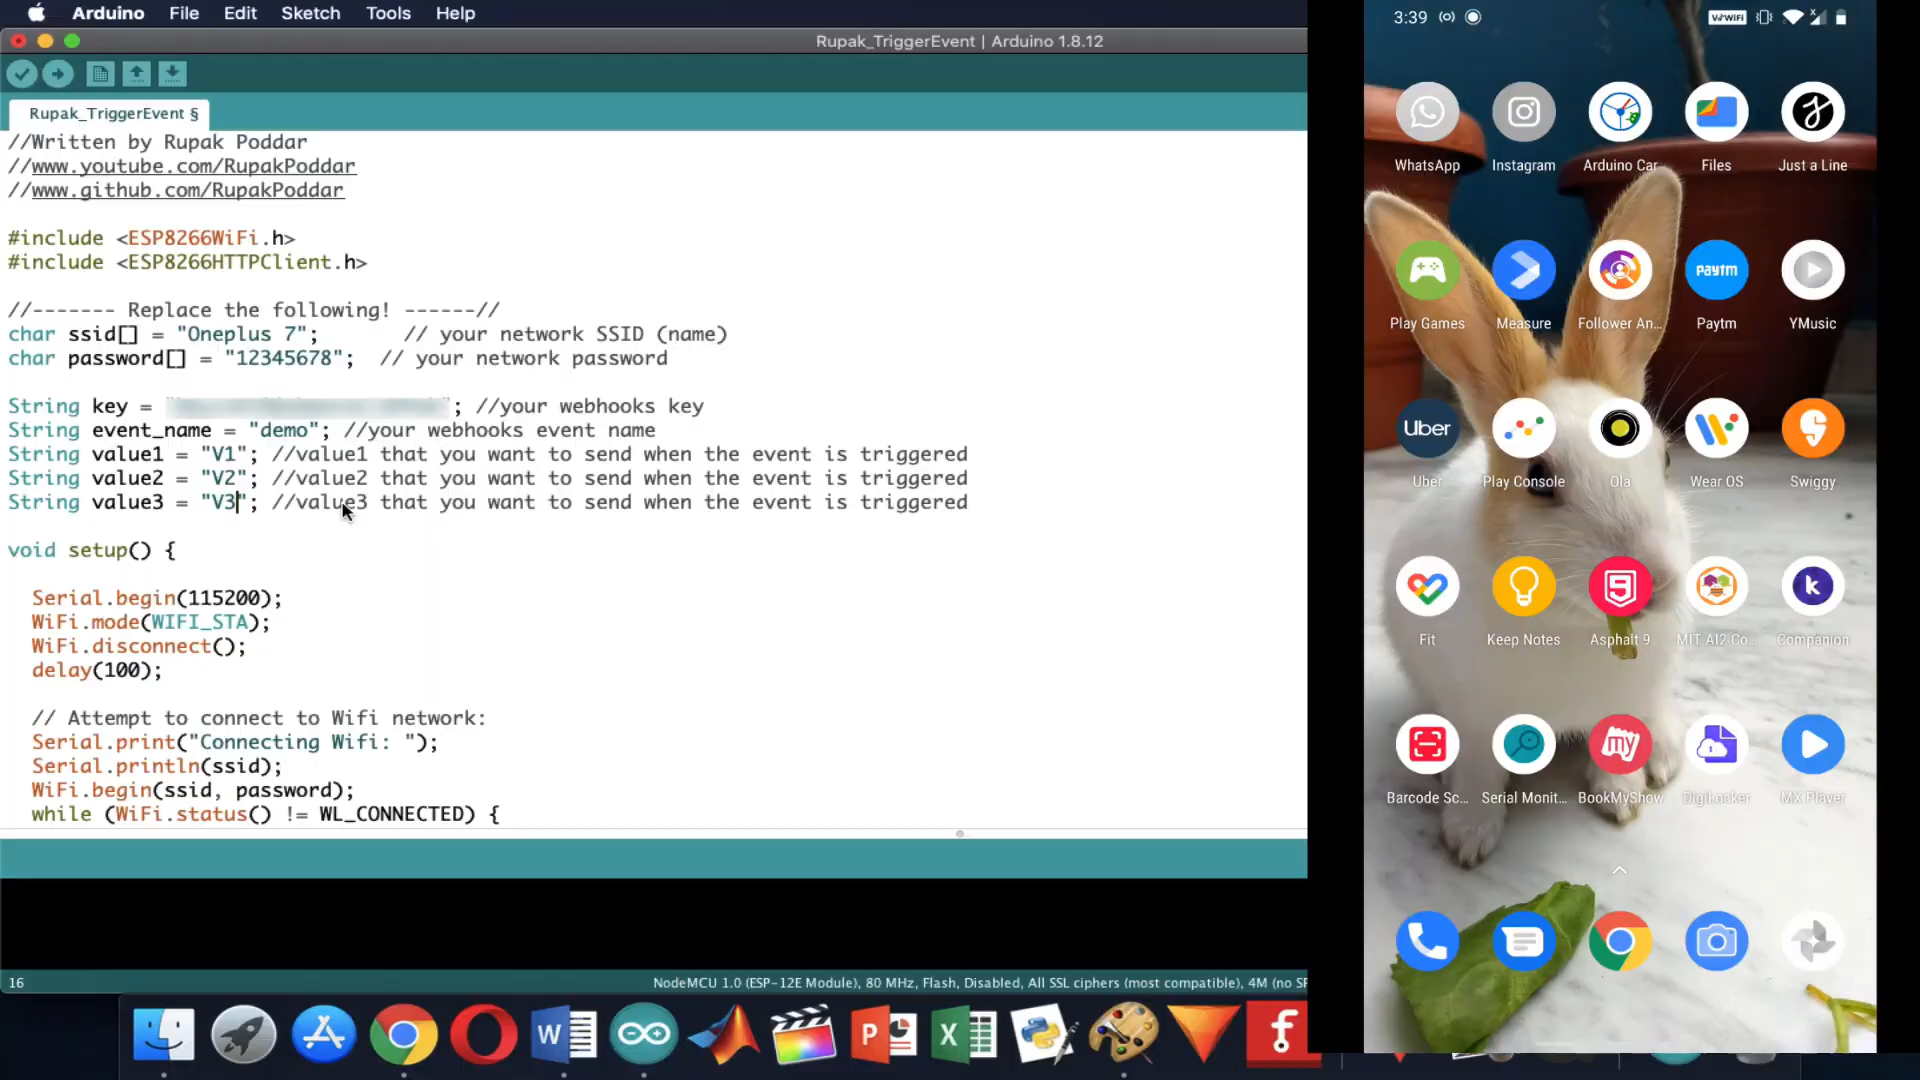 Arduino File Edit Sketch Tools Help
Rupak_TriggerEvent | Arduino 1.8.12
Rupak_TriggerEvent §
//Written by Rupak Poddar
//www.youtube.com/RupakPoddar
//www.github.com/RupakPoddar
#include <ESP8266WiFi.h>
#include <ESP8266HTTPClient.h>
//------- Replace the following! ------//
char ssid[] = "Oneplus 7"; // your network SSID (name)
char password[] = "12345678"; // your network password
String key = ; //your webhooks key
String event_name = "demo"; //your webhooks event name
String value1 = "V1"; //value1 that you want to send when the event is triggered
String value2 = "V2"; //value2 that you want to send when the event is triggered
String value3 = "V3"; //value3 that you want to send when the event is triggered
void setup() {
Serial.begin(115200);
WiFi.mode(WIFI_STA);
WiFi.disconnect();
delay(100);
// Attempt to connect to Wifi network:
Serial.print("Connecting Wifi: ");
Serial.println(ssid);
WiFi.begin(ssid, password);
while (WiFi.status() != WL_CONNECTED) {
16
NodeMCU 1.0 (ESP-12E Module), 80 MHz, Flash, Disabled, All SSL ciphers (most compatible), 4M (no SP
3:39
VoWiFi
WhatsApp Instagram Arduino Car Files Just a Line
paytm
Play Games Measure Follower An... Paytm YMusic
Uber
Uber Play Console Ola Wear OS Swiggy
k
Fit Keep Notes Asphalt 9 MIT AI2 Co... Companion
my
Barcode Sc... Serial Monit... BookMyShow DigiLocker MX Player